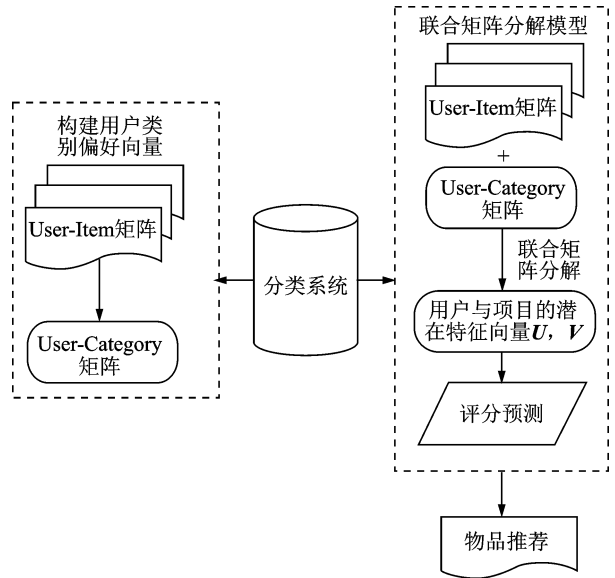 构建用户类
别偏好向量
User-Item矩阵
User-Category
矩阵
分类系统
联合矩阵分解模型
User-Item矩阵
+
User-Category
矩阵
联合矩
阵分解
用户与项目的潜
在特征向量U，V
评分预测
物品推荐